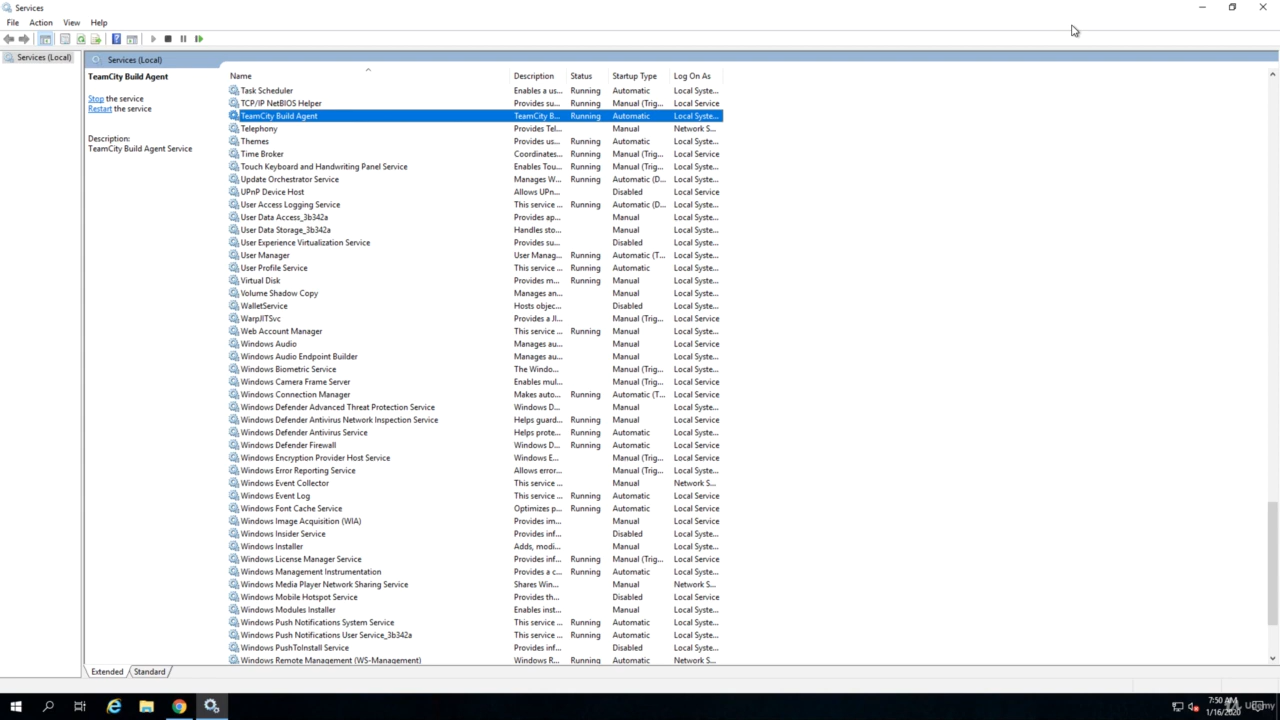 Services
File Action View Help
Services (Local)
Services (Local)
TeamCity Build Agent
Stop the service
Restart the service
Description:
TeamCity Build Agent Service
Name Description Status Startup Type Log On As
Task Scheduler Enables a us... Running Automatic Local Syste...
TCP/IP NetBIOS Helper Provides su... Running Manual (Trig... Local Service
TeamCity Build Agent TeamCity B... Running Automatic Local Syste...
Telephony Provides Tel... Manual Network S...
Themes Provides us... Running Automatic Local Syste...
Time Broker Coordinates... Running Manual (Trig... Local Service
Touch Keyboard and Handwriting Panel Service Enables Tou... Running Manual (Trig... Local Syste...
Update Orchestrator Service Manages W... Running Automatic (D... Local Syste...
UPnP Device Host Allows UPn... Disabled Local Service
User Access Logging Service This service ... Running Automatic (D... Local Syste...
User Data Access_3b342a Provides ap... Manual Local Syste...
User Data Storage_3b342a Handles sto... Manual Local Syste...
User Experience Virtualization Service Provides su... Disabled Local Syste...
User Manager User Manag... Running Automatic (T... Local Syste...
User Profile Service This service ... Running Automatic Local Syste...
Virtual Disk Provides m... Running Manual Local Syste...
Volume Shadow Copy Manages an... Manual Local Syste...
WalletService Hosts objec... Disabled Local Syste...
WarpJITSvc Provides a JI... Manual (Trig... Local Service
Web Account Manager This service ... Running Manual Local Syste...
Windows Audio Manages au... Manual Local Service
Windows Audio Endpoint Builder Manages au... Manual Local Syste...
Windows Biometric Service The Windo... Manual (Trig... Local Syste...
Windows Camera Frame Server Enables mul... Manual (Trig... Local Service
Windows Connection Manager Makes auto... Running Automatic (T... Local Service
Windows Defender Advanced Threat Protection Service Windows D... Manual Local Syste...
Windows Defender Antivirus Network Inspection Service Helps guard... Running Manual Local Service
Windows Defender Antivirus Service Helps prote... Running Automatic Local Syste...
Windows Defender Firewall Windows D... Running Automatic Local Service
Windows Encryption Provider Host Service Windows E... Manual (Trig... Local Service
Windows Error Reporting Service Allows error... Manual (Trig... Local Syste...
Windows Event Collector This service ... Manual Network S...
Windows Event Log This service ... Running Automatic Local Service
Windows Font Cache Service Optimizes p... Running Automatic Local Service
Windows Image Acquisition (WIA) Provides im... Manual Local Service
Windows Insider Service Provides inf... Disabled Local Syste...
Windows Installer Adds, modi... Manual Local Syste...
Windows License Manager Service Provides inf... Running Manual (Trig... Local Service
Windows Management Instrumentation Provides a c... Running Automatic Local Syste...
Windows Media Player Network Sharing Service Shares Win... Manual Network S...
Windows Mobile Hotspot Service Provides th... Disabled Local Service
Windows Modules Installer Enables inst... Manual Local Syste...
Windows Push Notifications System Service This service ... Running Automatic Local Syste...
Windows Push Notifications User Service_3b342a This service ... Running Automatic Local Syste...
Windows PushToInstall Service Provides inf... Disabled Local Syste...
Windows Remote Management (WS-Management) Windows R... Running Automatic Network S...
Extended Standard
7:50 AM
1/16/2020
Udemy